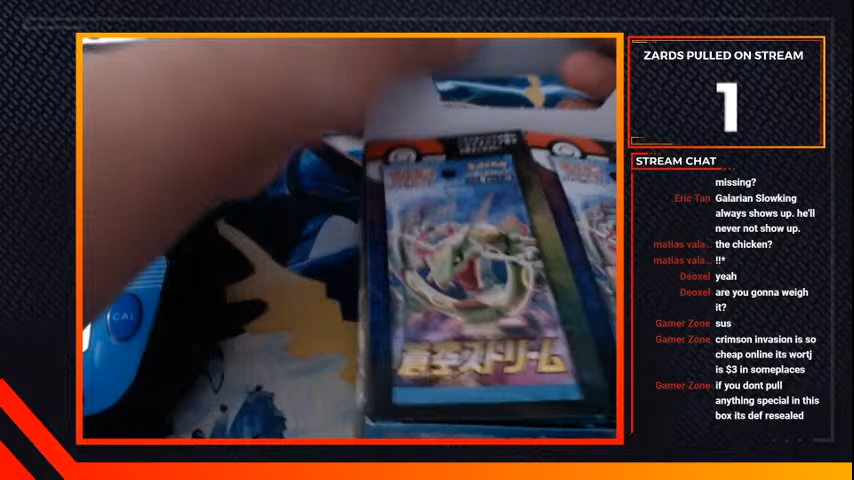 ZARDS PULLED ON STREAM
1
STREAM CHAT
missing?
Eric Tan Galarian Slowking
always shows up. he'll
never not show up.
matias vala... the chicken?
matias vala... !!*
Deoxel yeah
Deoxel are you gonna weigh
it?
Gamer Zone sus
Gamer Zone crimson invasion is so
cheap online its wortj
is $3 in someplaces
Gamer Zone if you dont pull
anything special in this
box its def resealed
CAL
蒼空ストリーム